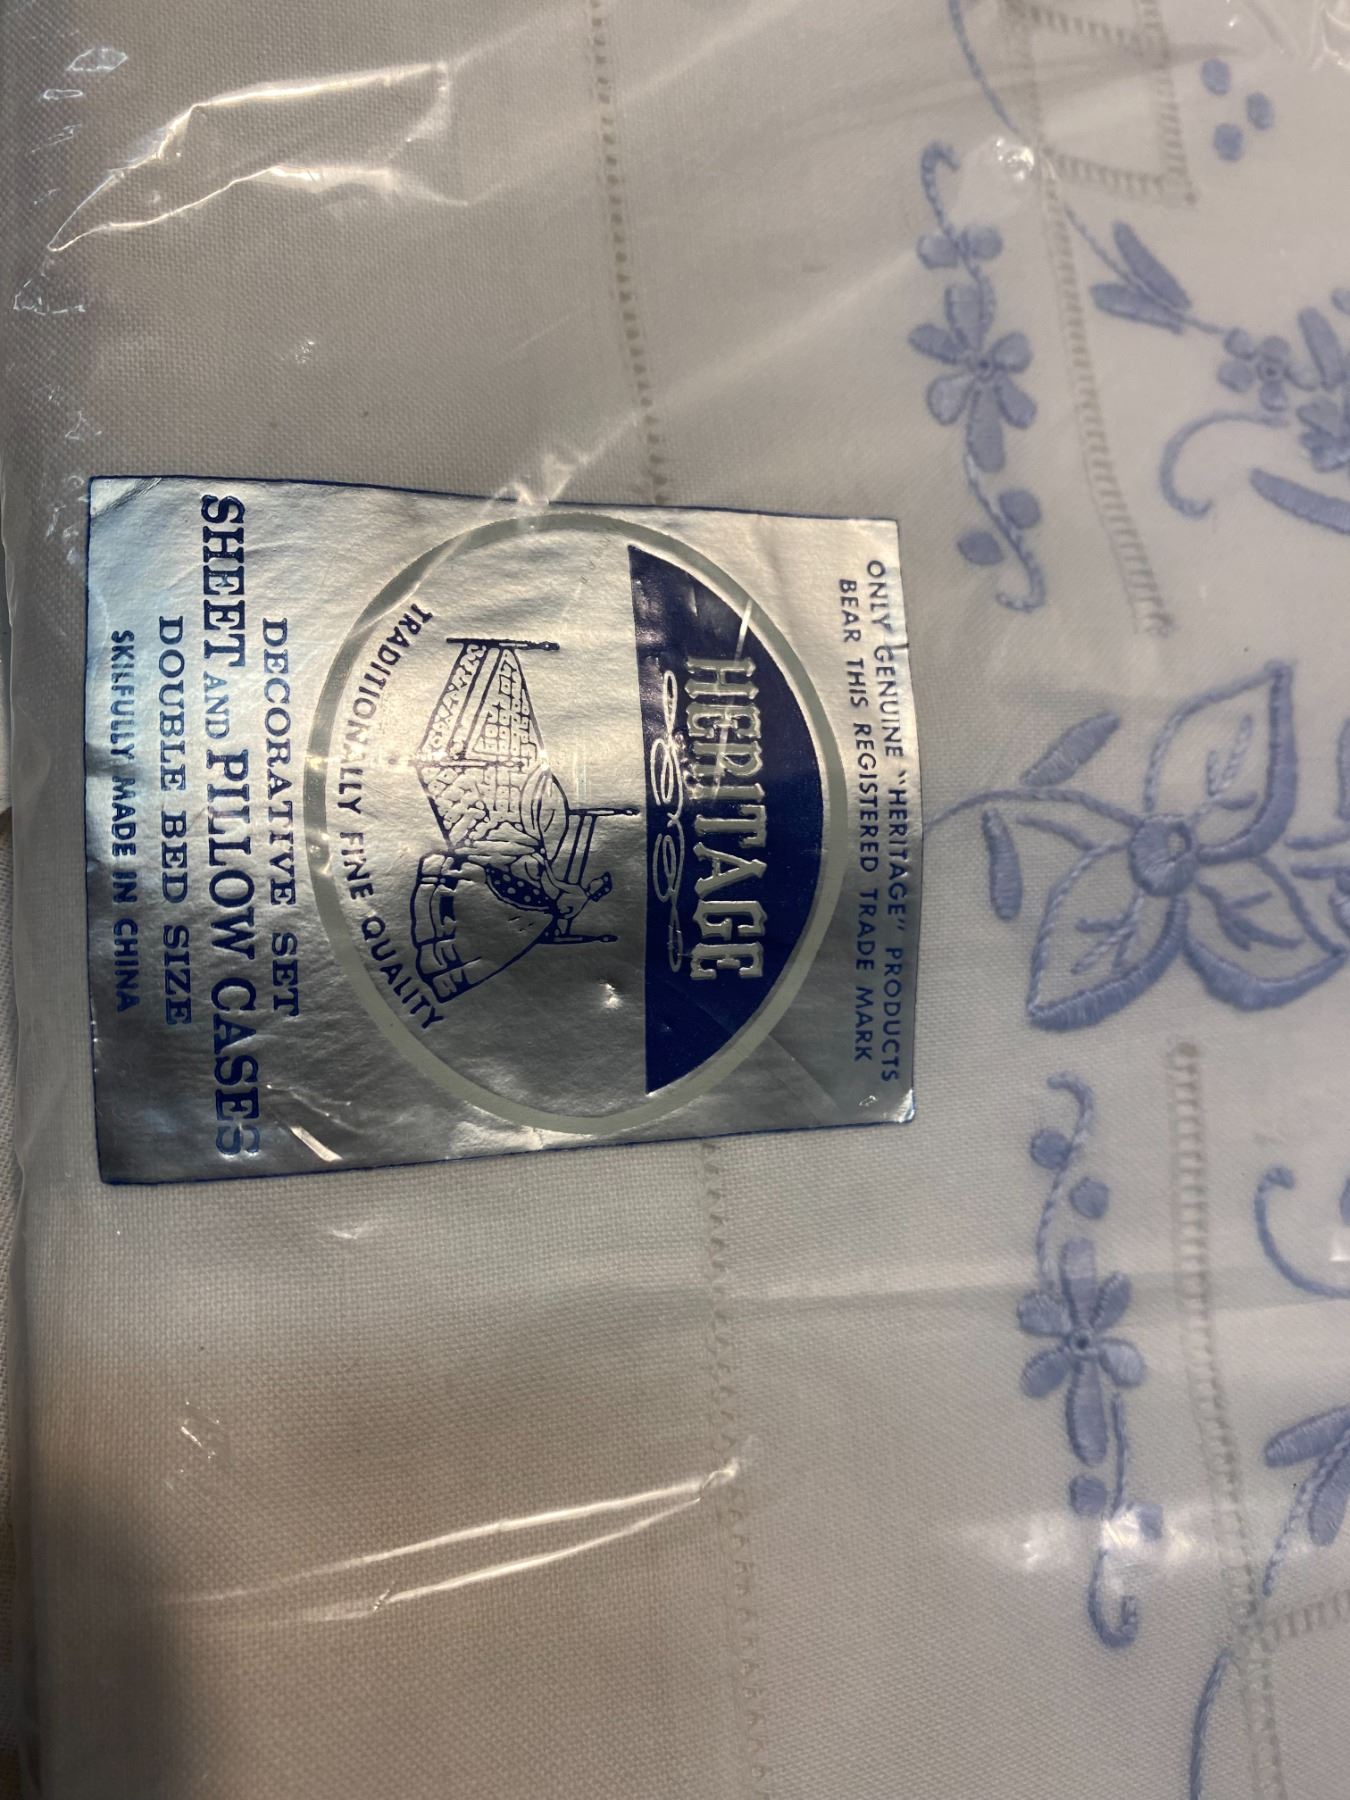 ONLY GENUINE "HERITAGE" PRODUCTS
BEAR THIS REGISTERED TRADE MARK
HERITAGE
TRADITIONALLY FINE QUALITY
DECORATIVE SET
SHEET AND PILLOW CASES
DOUBLE BED SIZE
SKILFULLY MADE IN CHINA